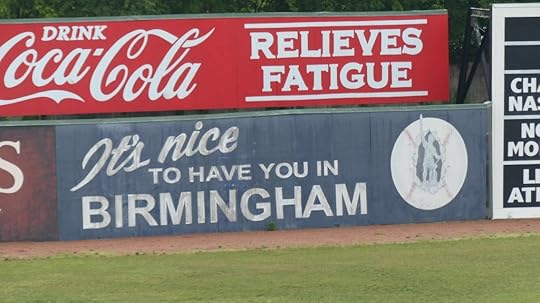 DRINK
Coca-Cola
RELIEVES
FATIGUE
It's nice
TO HAVE YOU IN
BIRMINGHAM